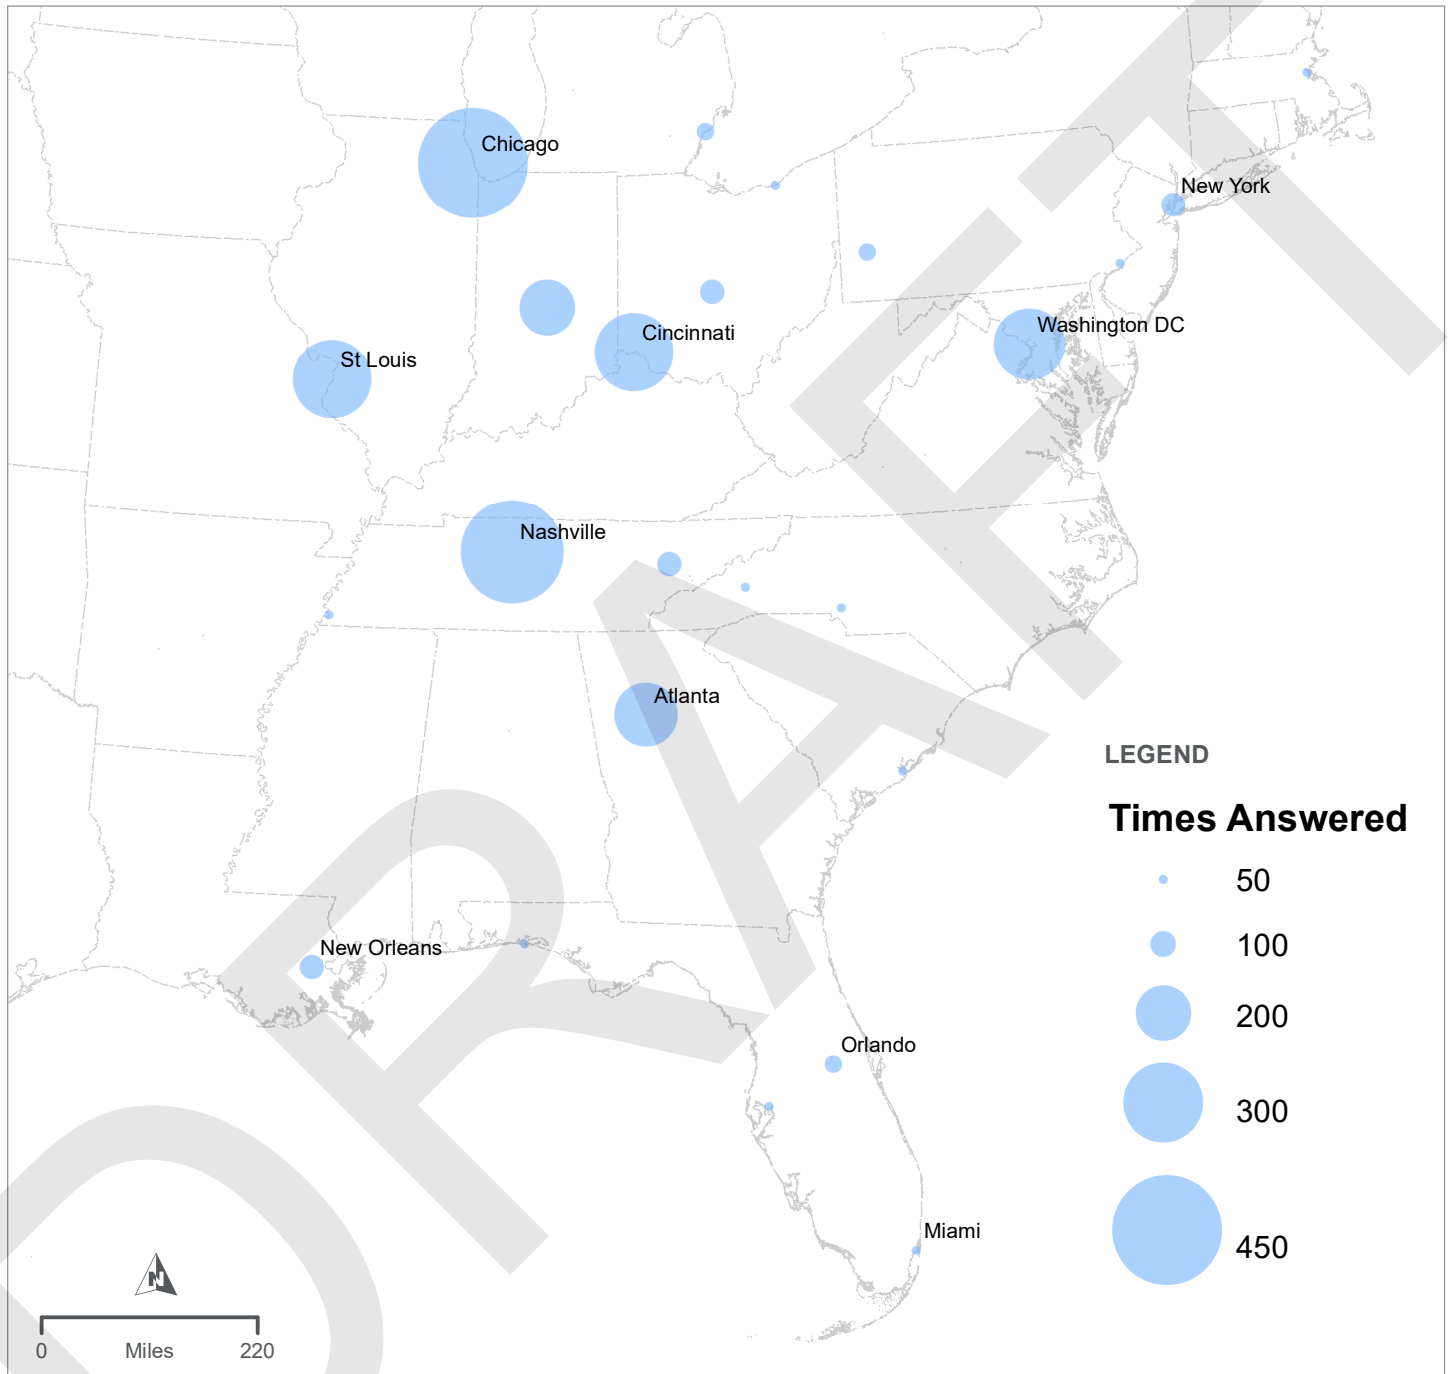 Chicago
New York
Washington DC
Cincinnati
St Louis
Nashville
Atlanta
LEGEND
Times Answered
50
100
New Orleans
200
Orlando
300
Miami
450
N
0 Miles 220
DRAFT